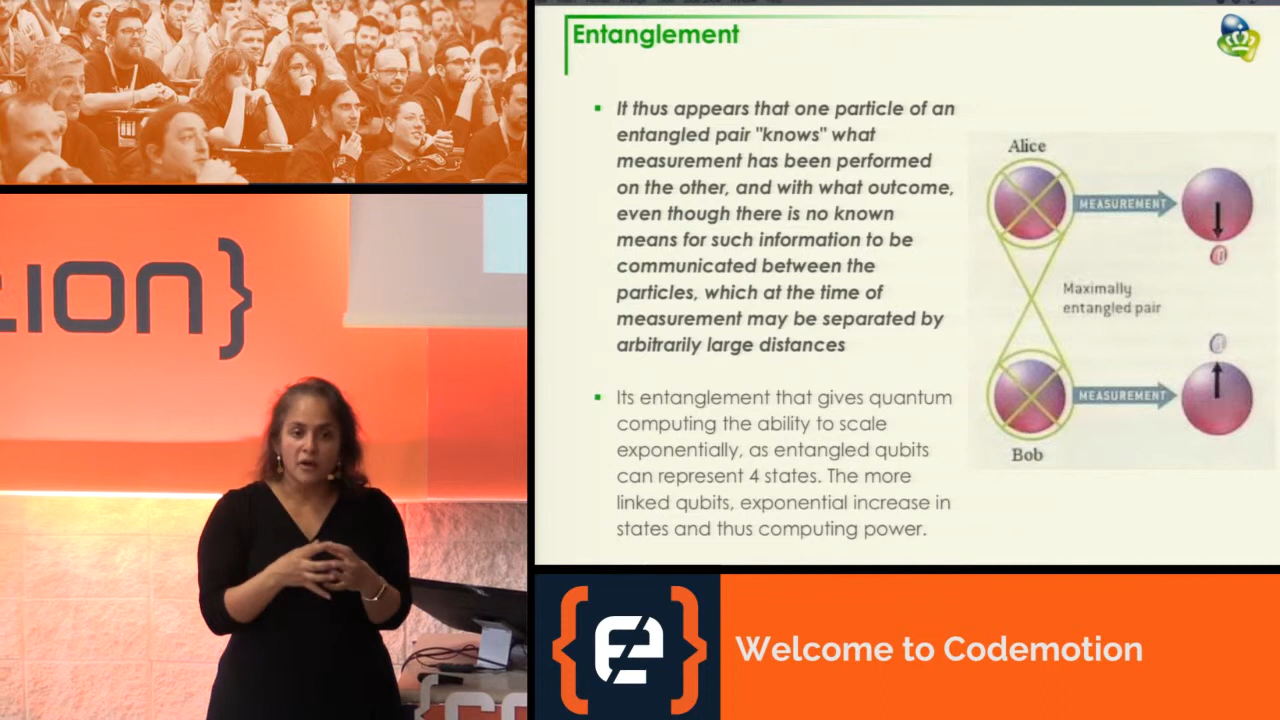 Entanglement
It thus appears that one particle of an
entangled pair "knows" what
measurement has been performed
on the other, and with what outcome,
even though there is no known
means for such information to be
communicated between the
particles, which at the time of
measurement may be separated by
arbitrarily large distances
Its entanglement that gives quantum
computing the ability to scale
exponentially, as entangled qubits
can represent 4 states. The more
linked qubits, exponential increase in
states and thus computing power.
Alice
MEASUREMENT
Maximally
entangled pair
MEASUREMENT
Bob
ion}
Welcome to Codemotion